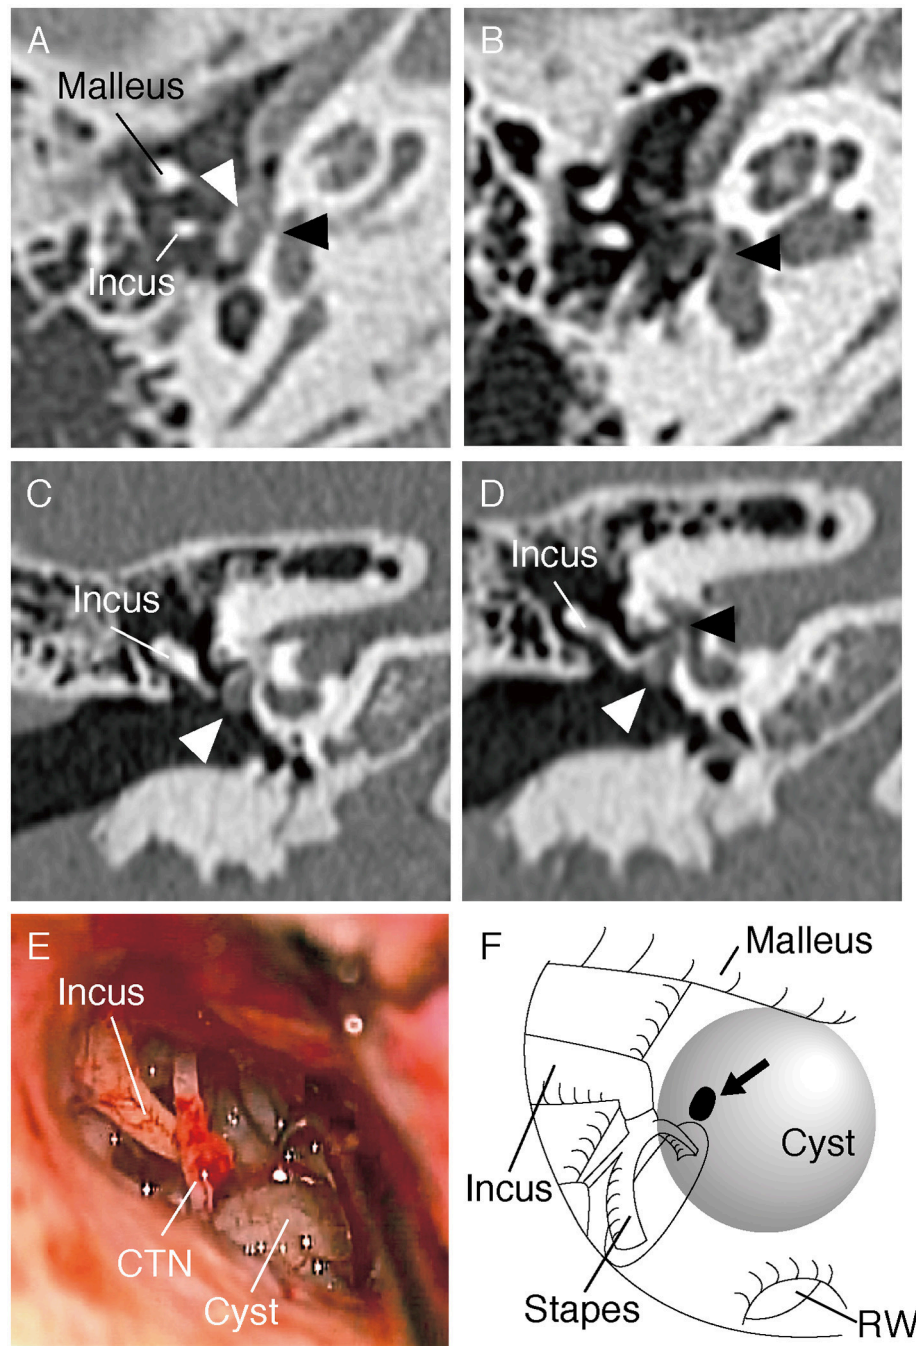 A
Malleus
Incus
B
C
Incus
D
Incus
E
Incus
CTN
Cyst
F
Malleus
Cyst
Incus
Stapes
RW